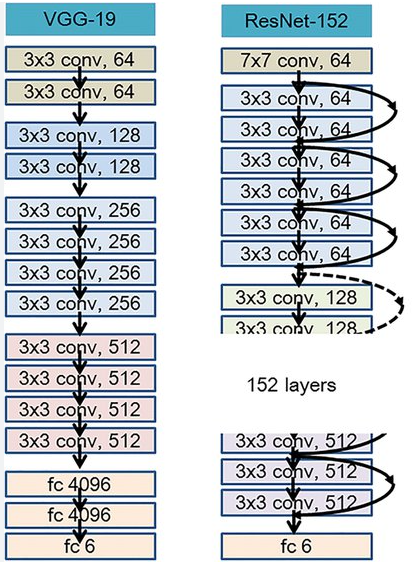 VGG-19
3x3 conv, 64
3x3 conv, 64
3x3 conv, 128
3x3 conv, 128
3x3 conv, 256
3x3 conv, 256
3x3 conv, 256
3x3 conv, 256
3x3 conv, 512
3x3 conv, 512
3x3 conv, 512
3x3 conv, 512
fc 4096
fc 4096
fc 6
ResNet-152
7x7 conv, 64
3x3 conv, 64
3x3 conv, 64
3x3 conv, 64
3x3 conv, 64
3x3 conv, 64
3x3 conv, 64
3x3 conv, 128
3x3 conv, 128
152 layers
3x3 conv, 512
3x3 conv, 512
3x3 conv, 512
fc 6